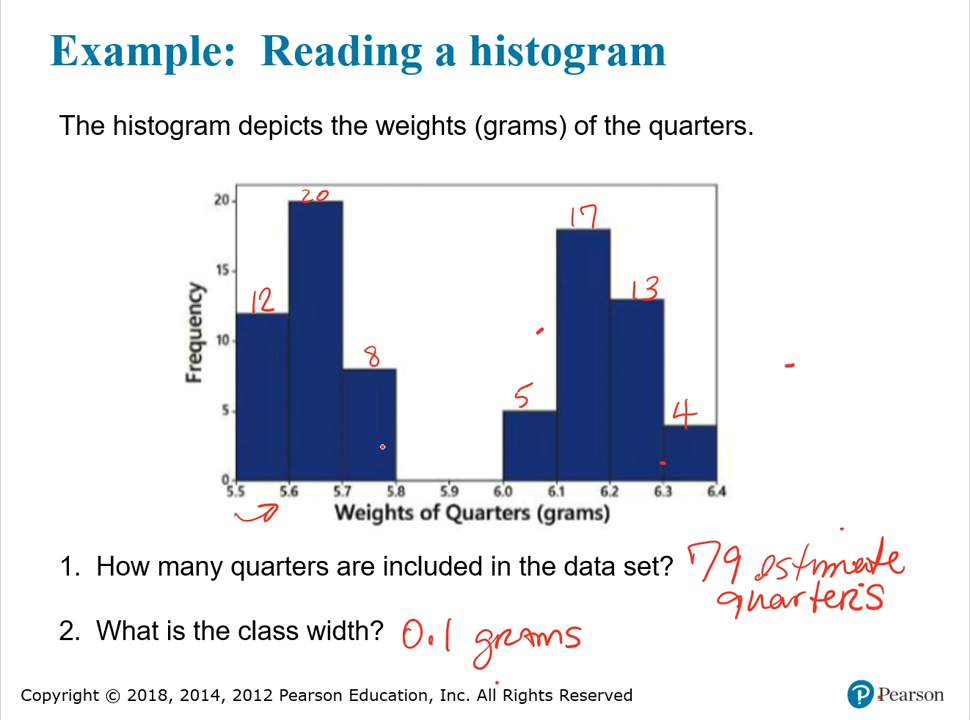 Example: Reading a histogram
The histogram depicts the weights (grams) of the quarters.
20
15
10
5
0
Frequency
12
20
8
5
17
13
4
5.5 5.6 5.7 5.8 5.9 6.0 6.1 6.2 6.3 6.4
Weights of Quarters (grams)
1. How many quarters are included in the data set? 79 estimate
quarters
2. What is the class width? 0.1 grams
Copyright © 2018, 2014, 2012 Pearson Education, Inc. All Rights Reserved
P Pearson